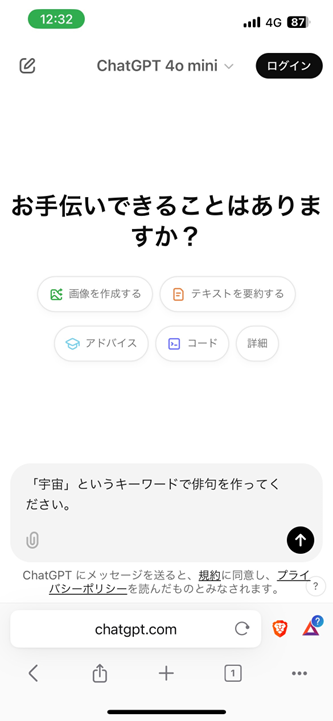 12:32
4G 87
ChatGPT 4o mini
ログイン
お手伝いできることはありま
すか？
画像を作成する
テキストを要約する
アドバイス
コード
詳細
「宇宙」というキーワードで俳句を作ってく
ださい。
ChatGPT にメッセージを送ると、規約に同意し、プライ
バシーポリシーを読んだものとみなされます。
?
chatgpt.com
?
1